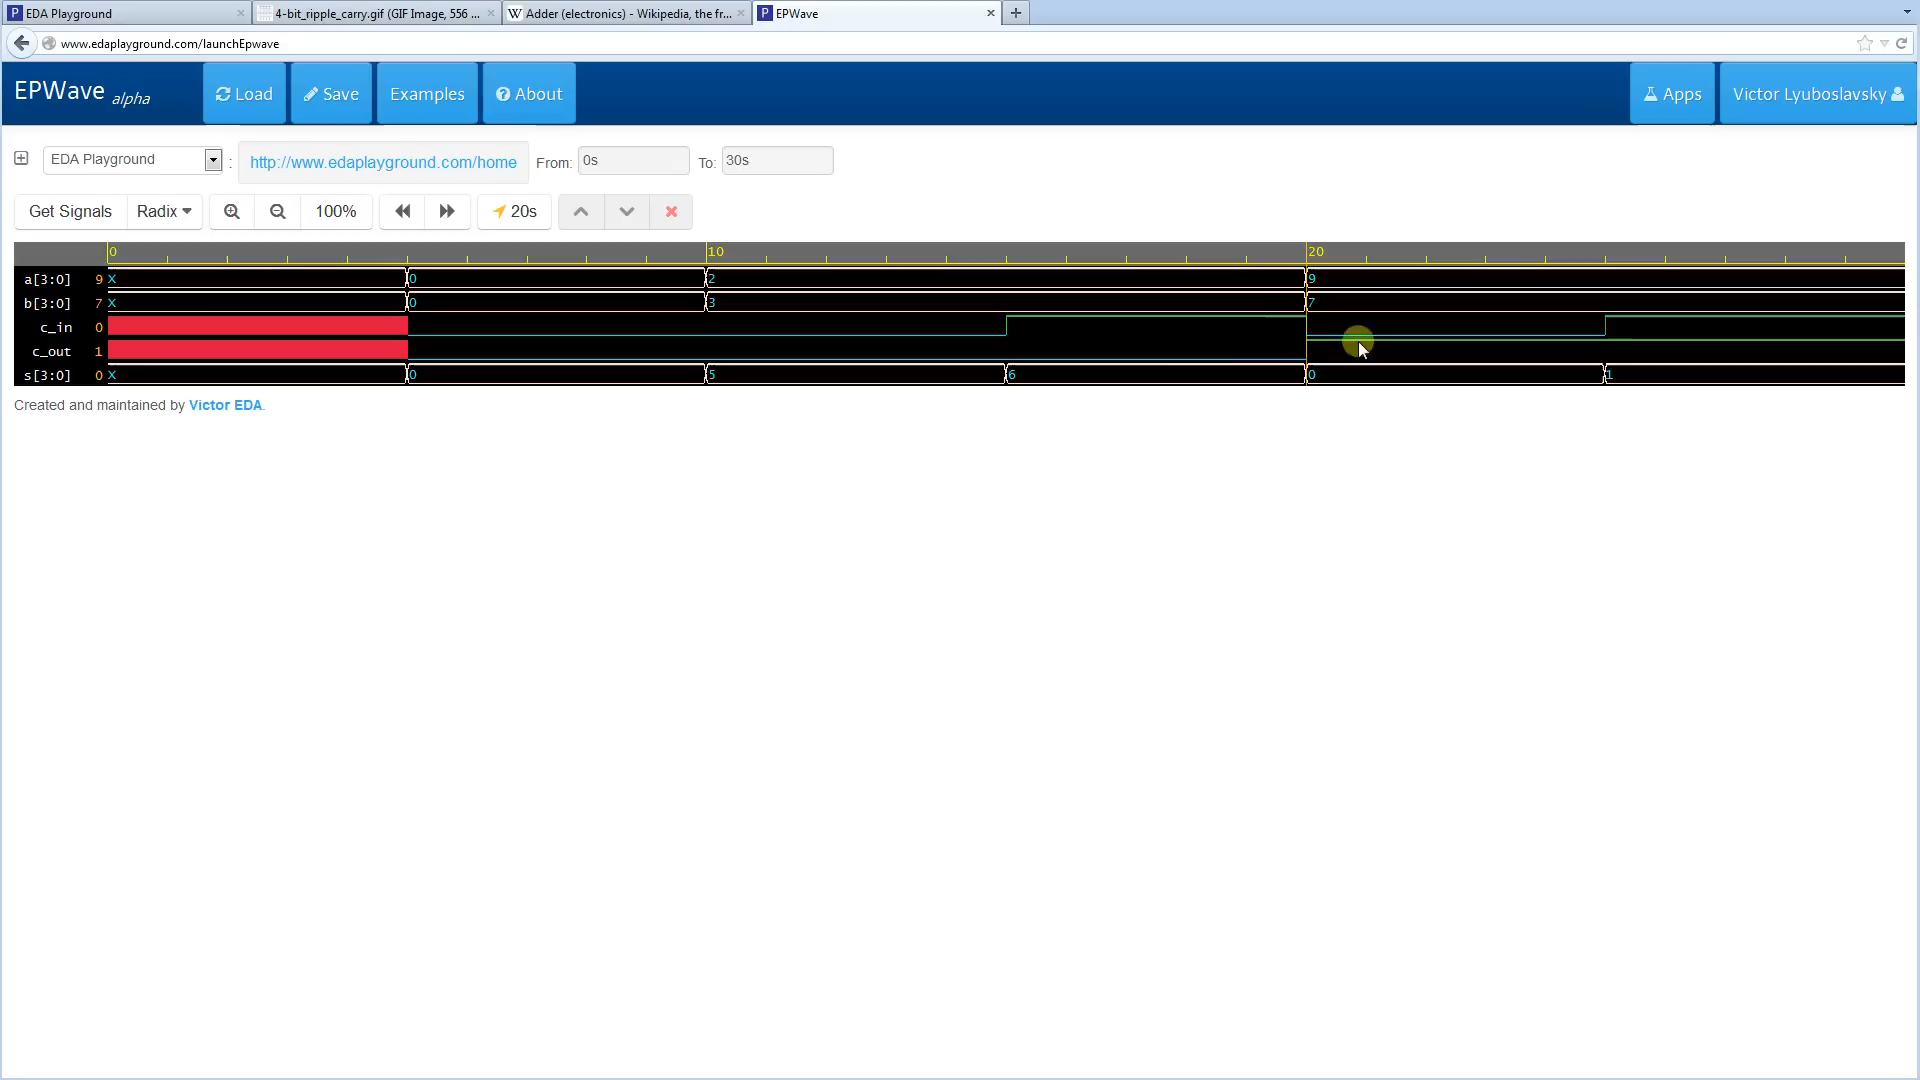 EDA Playground
4-bit_ripple_carry.gif (GIF Image, 556 ...
Adder (electronics) - Wikipedia, the fr...
EPWave
www.edaplayground.com/launchEpwave
EPWave alpha
Load
Save
Examples
About
Apps
Victor Lyuboslavsky
EDA Playground : http://www.edaplayground.com/home From: 0s To: 30s
Get Signals Radix 100% 20s
0 10 20
a[3:0] 9 X 0 2 9
b[3:0] 7 X 0 3 7
c_in 0
c_out 1
s[3:0] 0 X 0 5 6 0 1
Created and maintained by Victor EDA.